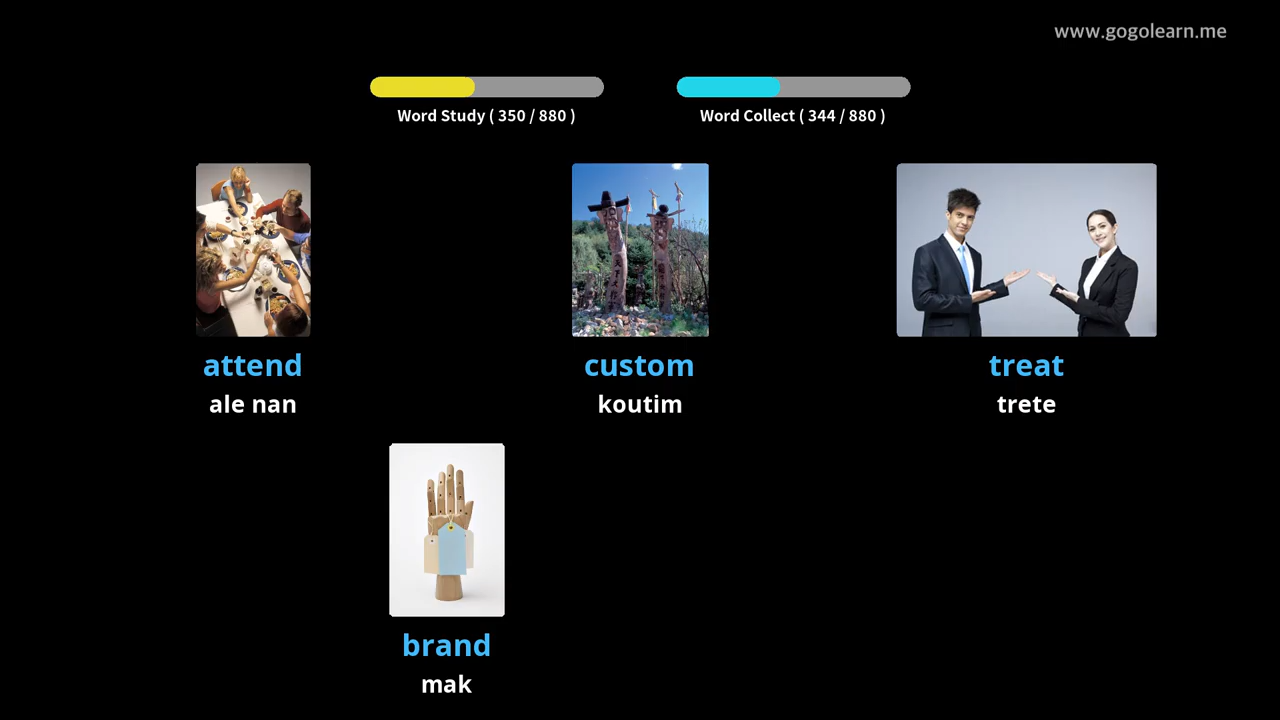 www.gogolearn.me
Word Study ( 350 / 880 )
Word Collect ( 344 / 880 )
attend
ale nan
custom
koutim
treat
trete
brand
mak